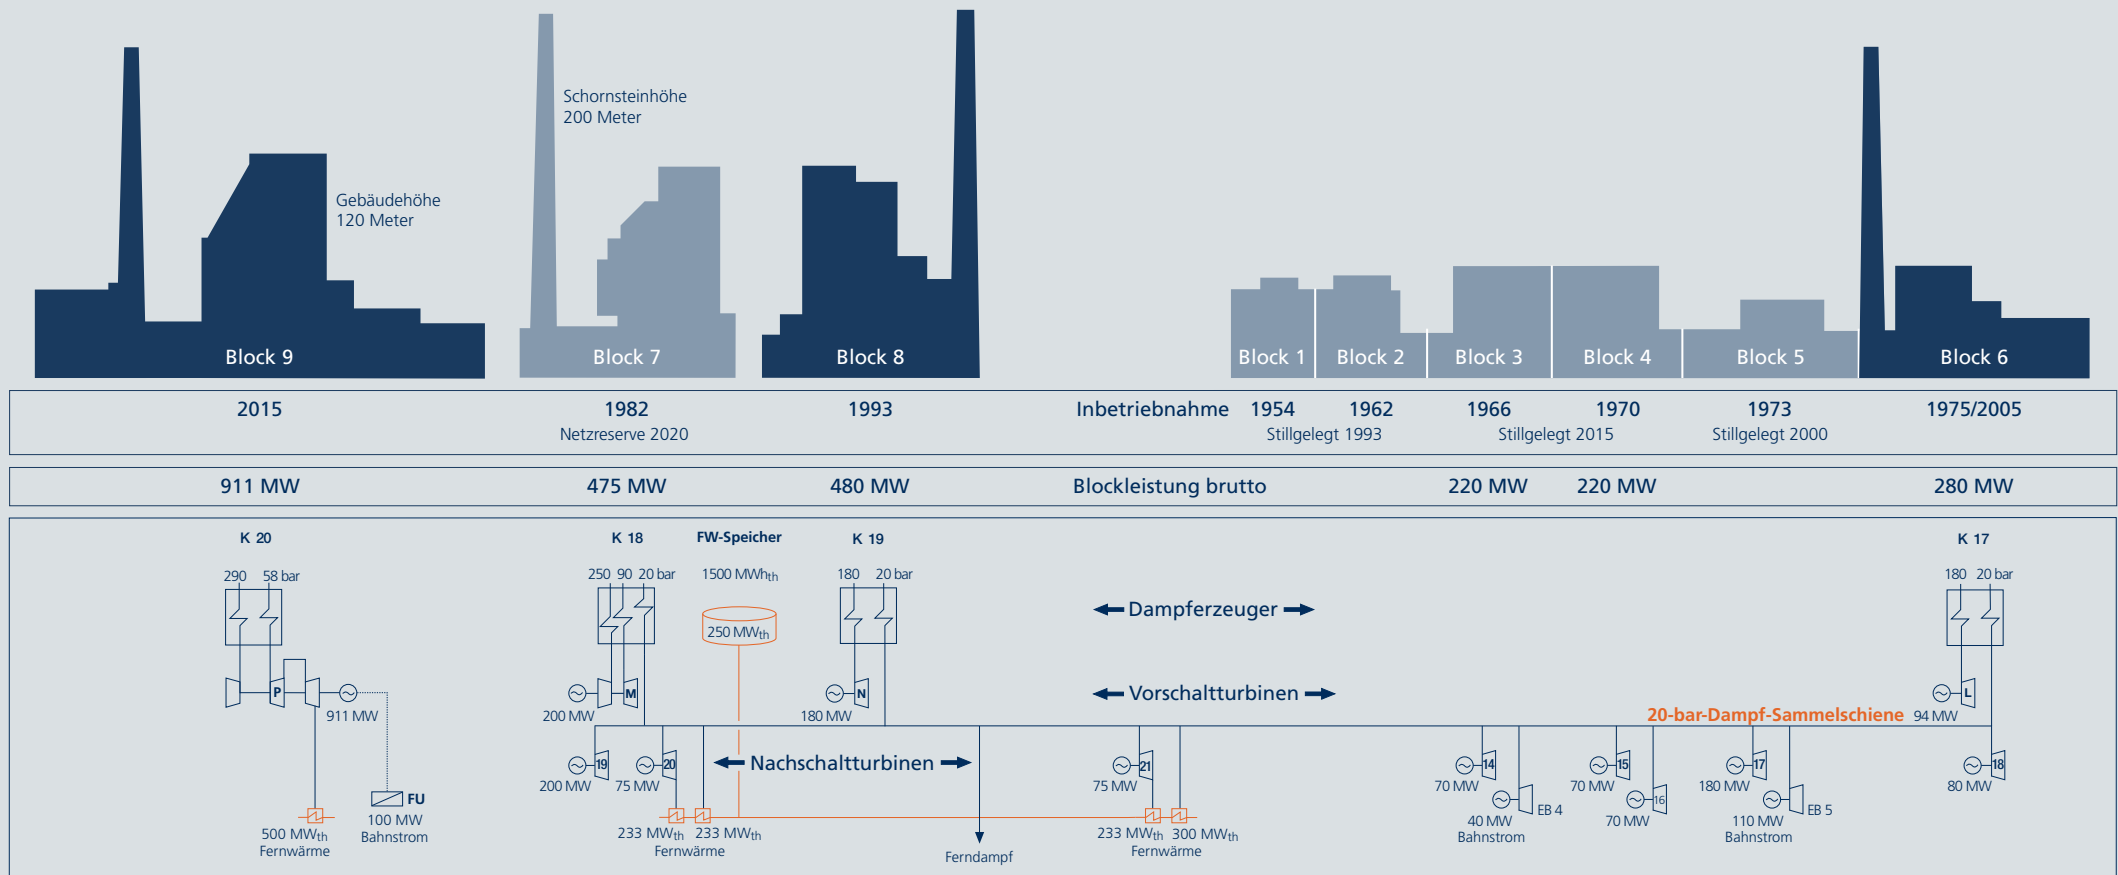 Schornsteinhöhe
200 Meter
Gebäudehöhe
120 Meter
Block 9
Block 7
Block 8
Block 1
Block 2
Block 3
Block 4
Block 5
Block 6
2015
1982
1993
Inbetriebnahme
1954
1962
1966
1970
1973
1975/2005
Netzreserve 2020
Stillgelegt 1993
Stillgelegt 2015
Stillgelegt 2000
911 MW
475 MW
480 MW
Blockleistung brutto
220 MW
220 MW
280 MW
K 20
K 18
FW-Speicher
K 19
K 17
290 58 bar
250 90 20 bar
1500 MWhth
180 20 bar
180 20 bar
250 MWth
Dampferzeuger
P
M
N
Vorschaltturbinen
L
911 MW
200 MW
180 MW
20-bar-Dampf-Sammelschiene
94 MW
19
20
Nachschaltturbinen
21
14
15
17
18
200 MW
75 MW
75 MW
70 MW
70 MW
180 MW
80 MW
FU
16
EB 4
EB 5
100 MW
Bahnstrom
40 MW
Bahnstrom
70 MW
110 MW
Bahnstrom
500 MWth
Fernwärme
233 MWth 233 MWth
Fernwärme
Ferndampf
233 MWth 300 MWth
Fernwärme